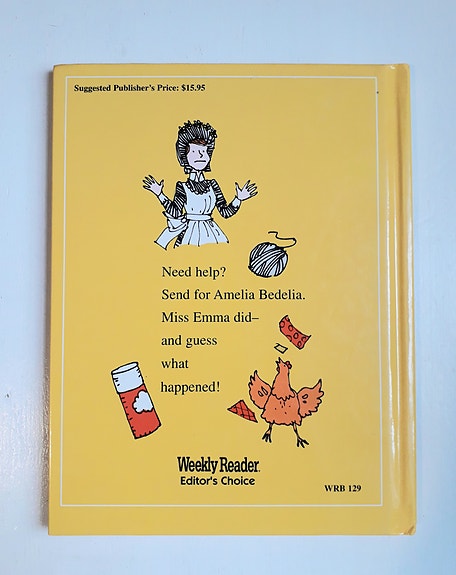 Suggested Publisher's Price: $15.95
Need help?
Send for Amelia Bedelia.
Miss Emma did–
and guess
what
happened!
Weekly Reader.
Editor's Choice
WRB 129